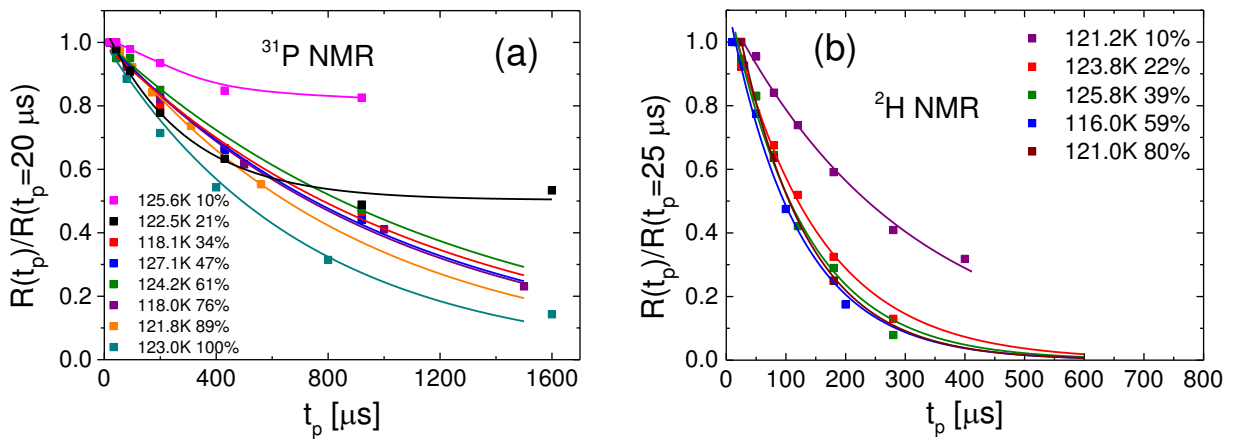 ³¹P NMR
(a)
R(tₚ)/R(tₚ=20 μs)
1.0
0.8
0.6
0.4
0.2
0.0
125.6K 10%
122.5K 21%
118.1K 34%
127.1K 47%
124.2K 61%
118.0K 76%
121.8K 89%
123.0K 100%
0 400 800 1200 1600
tₚ [μs]
(b)
²H NMR
R(tₚ)/R(tₚ=25 μs)
1.0
0.8
0.6
0.4
0.2
0.0
121.2K 10%
123.8K 22%
125.8K 39%
116.0K 59%
121.0K 80%
0 100 200 300 400 500 600 700 800
tₚ [μs]